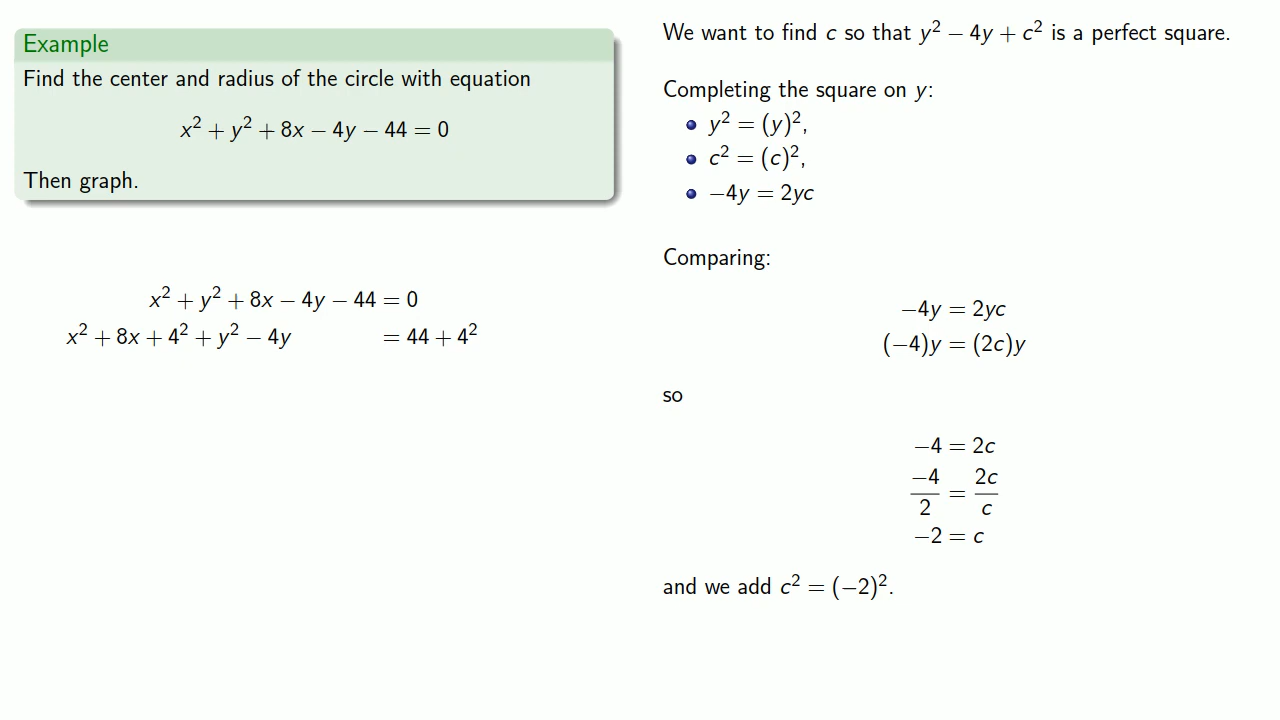 Example
Find the center and radius of the circle with equation
x² + y² + 8x − 4y − 44 = 0
Then graph.
x² + y² + 8x − 4y − 44 = 0
x² + 8x + 4² + y² − 4y = 44 + 4²
We want to find c so that y² − 4y + c² is a perfect square.
Completing the square on y:
• y² = (y)²,
• c² = (c)²,
• −4y = 2yc
Comparing:
−4y = 2yc
(−4)y = (2c)y
so
−4 = 2c
−4/2 = 2c/c
−2 = c
and we add c² = (−2)².